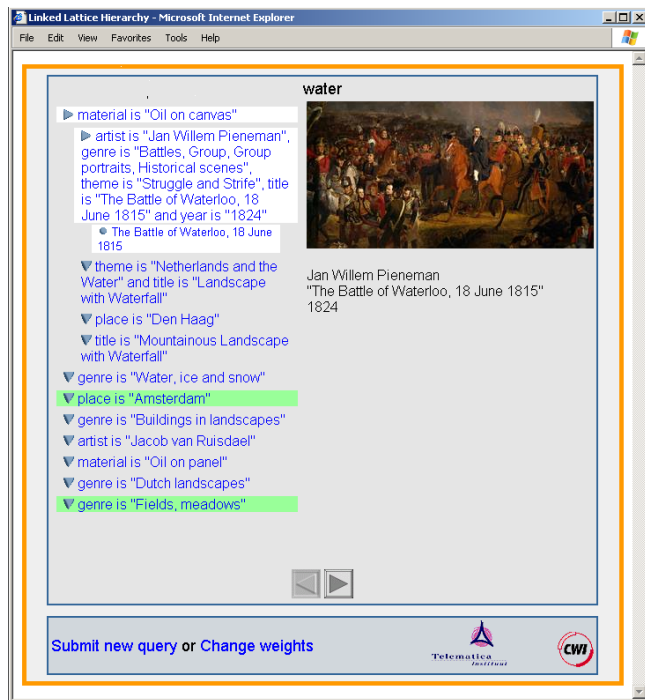 Linked Lattice Hierarchy - Microsoft Internet Explorer
File Edit View Favorites Tools Help
,
water
material is "Oil on canvas"
artist is "Jan Willem Pieneman",
genre is "Battles, Group, Group
portraits, Historical scenes",
theme is "Struggle and Strife", title
is "The Battle of Waterloo, 18
June 1815" and year is "1824"
The Battle of Waterloo, 18 June
1815
theme is "Netherlands and the
Water" and title is "Landscape
with Waterfall"
place is "Den Haag"
title is "Mountainous Landscape
with Waterfall"
genre is "Water, ice and snow"
place is "Amsterdam"
genre is "Buildings in landscapes"
artist is "Jacob van Ruisdael"
material is "Oil on panel"
genre is "Dutch landscapes"
genre is "Fields, meadows"
Jan Willem Pieneman
"The Battle of Waterloo, 18 June 1815"
1824
Submit new query or Change weights
Telematica
Instituut
CWI